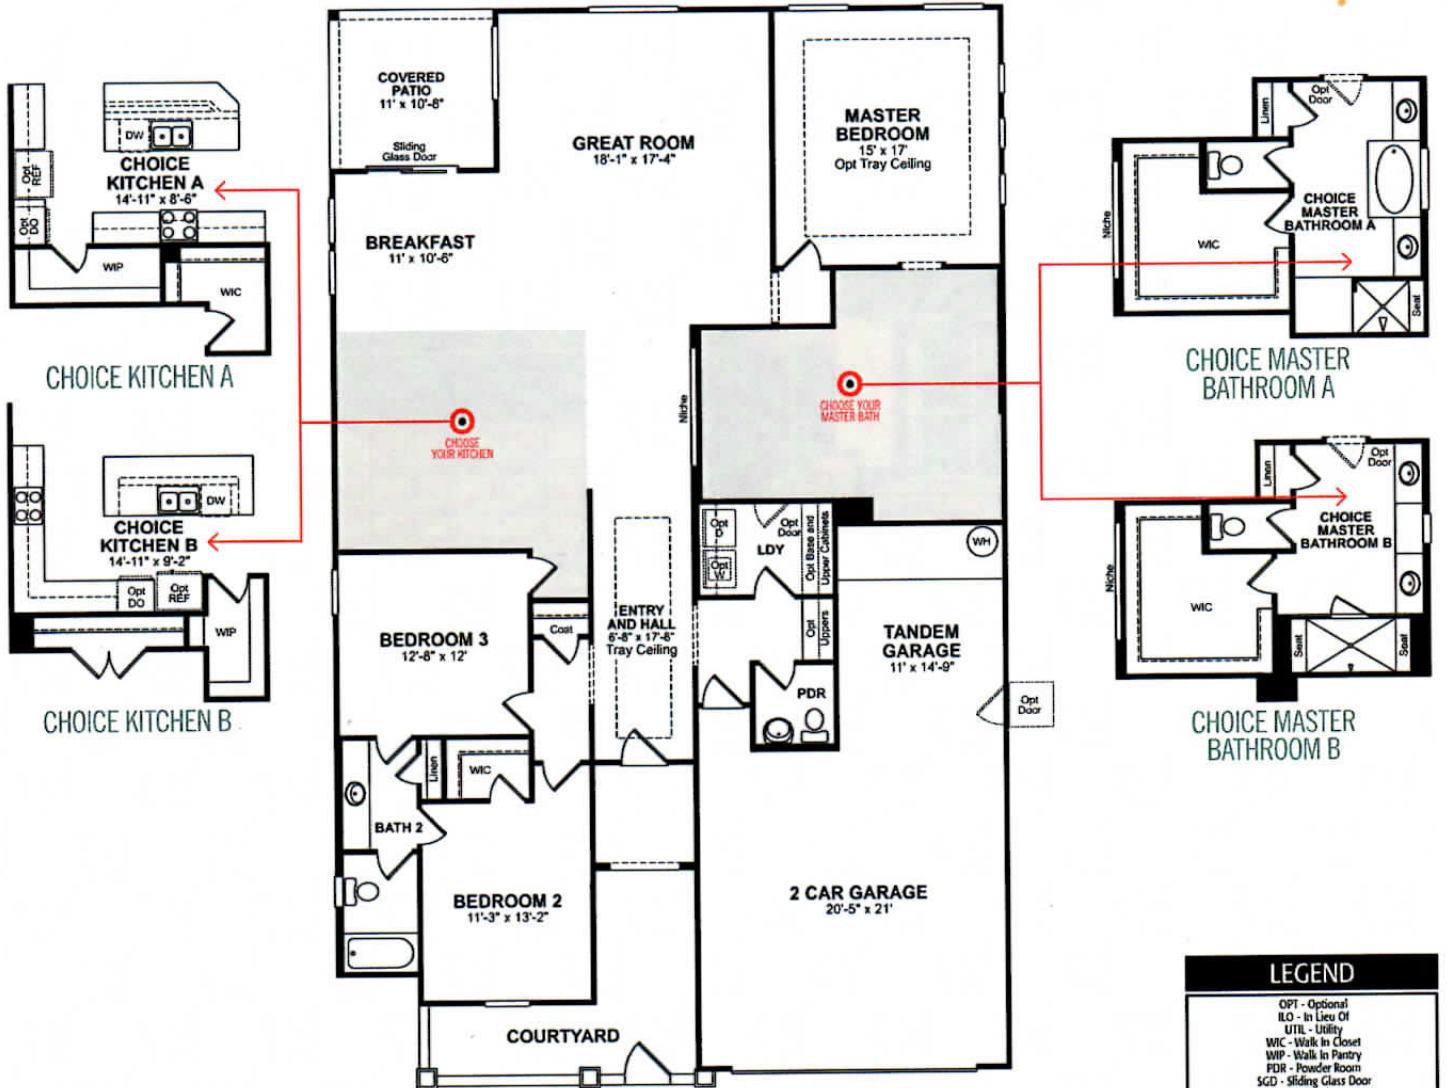 COVERED
PATIO
11' x 10'-8"
Sliding
Glass Door
GREAT ROOM
18'-1" x 17'-4"
MASTER
BEDROOM
15' x 17'
Opt Tray Ceiling
BREAKFAST
11' x 10'-6"
CHOOSE
YOUR KITCHEN
Niche
CHOOSE YOUR
MASTER BATH
Opt
D
Opt
W
Opt
Door
LDY
Opt Base and
Upper Cabinets
WH
ENTRY
AND HALL
6'-8" x 17'-8"
Tray Ceiling
Coat
Opt
Uppers
BEDROOM 3
12'-8" x 12'
TANDEM
GARAGE
11' x 14'-9"
Opt
Door
PDR
Linen
WIC
BATH 2
BEDROOM 2
11'-3" x 13'-2"
2 CAR GARAGE
20'-5" x 21'
COURTYARD
DW
Opt
REF
CHOICE
KITCHEN A
14'-11" x 8'-6"
Opt
DO
WIP
WIC
CHOICE KITCHEN A
DW
CHOICE
KITCHEN B
14'-11" x 9'-2"
Opt
DO
Opt
REF
WIP
CHOICE KITCHEN B
Linen
Opt
Door
Niche
WIC
CHOICE
MASTER
BATHROOM A
Seat
CHOICE MASTER
BATHROOM A
Linen
Opt
Door
Niche
WIC
CHOICE
MASTER
BATHROOM B
Seat
Seat
CHOICE MASTER
BATHROOM B
LEGEND
OPT - Optional
ILO - In Lieu Of
UTIL - Utility
WIC - Walk In Closet
WIP - Walk In Pantry
PDR - Powder Room
SGD - Sliding Glass Door